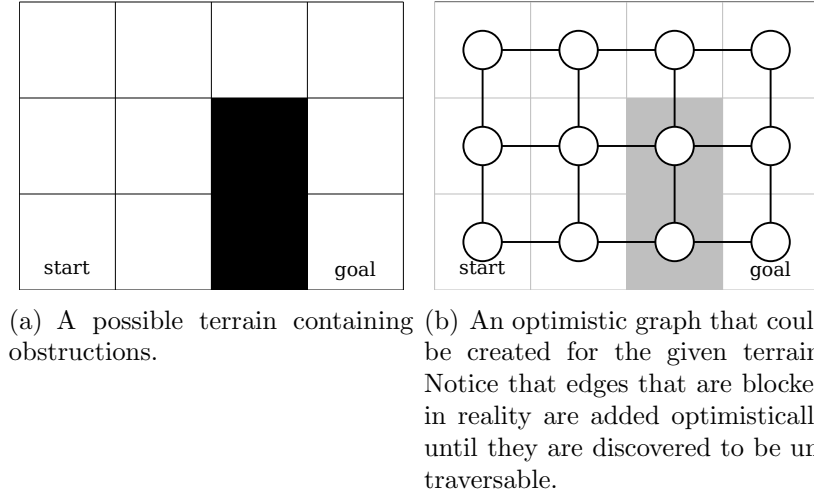 start
goal
start
goal
(a) A possible terrain containing
obstructions.
(b) An optimistic graph that coul
be created for the given terrain
Notice that edges that are blocke
in reality are added optimisticall
until they are discovered to be un
traversable.